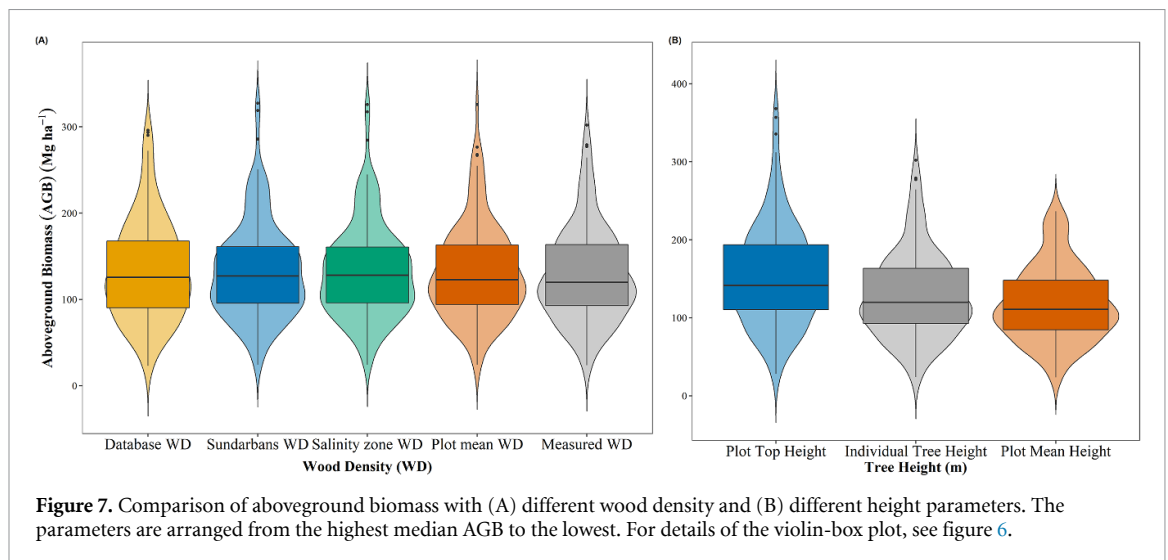 (A)
Aboveground Biomass (AGB) (Mg ha⁻¹)
300
200
100
0
Database WD Sundarbans WD Salinity zone WD Plot mean WD Measured WD
Wood Density (WD)
(B)
400
300
200
100
0
Plot Top Height Individual Tree Height Plot Mean Height
Tree Height (m)
Figure 7. Comparison of aboveground biomass with (A) different wood density and (B) different height parameters. The
parameters are arranged from the highest median AGB to the lowest. For details of the violin-box plot, see figure 6.